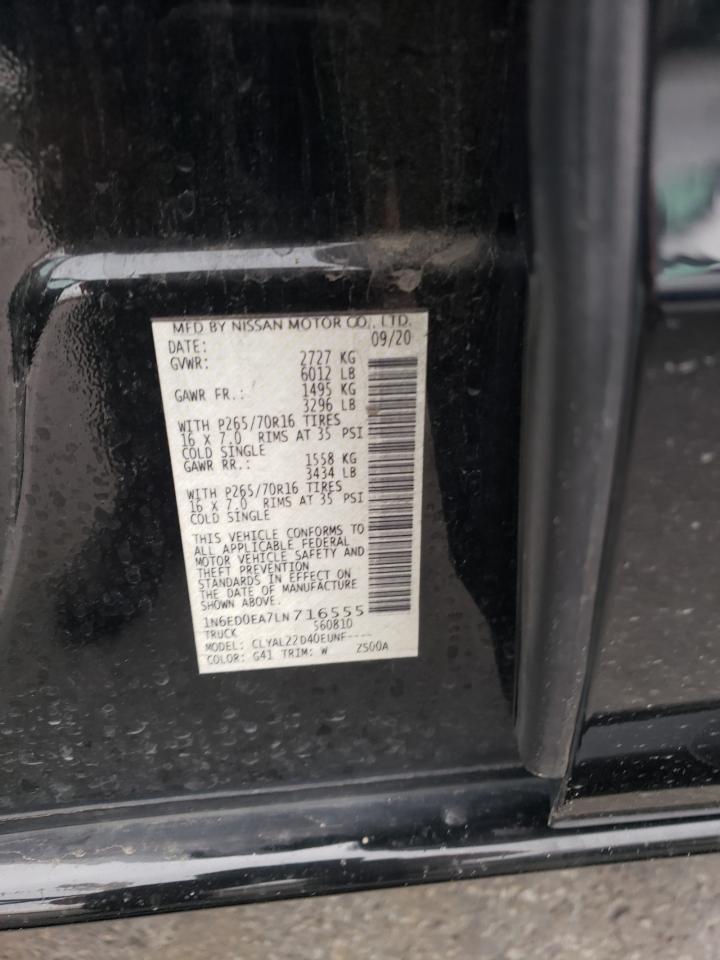 MFD BY NISSAN MOTOR CO., LTD.
DATE: 09/20
GVWR: 2727 KG
6012 LB
GAWR FR.: 1495 KG
3296 LB
WITH P265/70R16 TIRES
16 X 7.0 RIMS AT 35 PSI
COLD SINGLE
GAWR RR.: 1558 KG
3434 LB
WITH P265/70R16 TIRES
16 X 7.0 RIMS AT 35 PSI
COLD SINGLE
THIS VEHICLE CONFORMS TO
ALL APPLICABLE FEDERAL
MOTOR VEHICLE SAFETY AND
THEFT PREVENTION
STANDARDS IN EFFECT ON
THE DATE OF MANUFACTURE
SHOWN ABOVE.
1N6ED0EA7LN716555
TRUCK 560810
MODEL: CLYAL22D40EUNF----
COLOR: G41 TRIM: W 2S00A